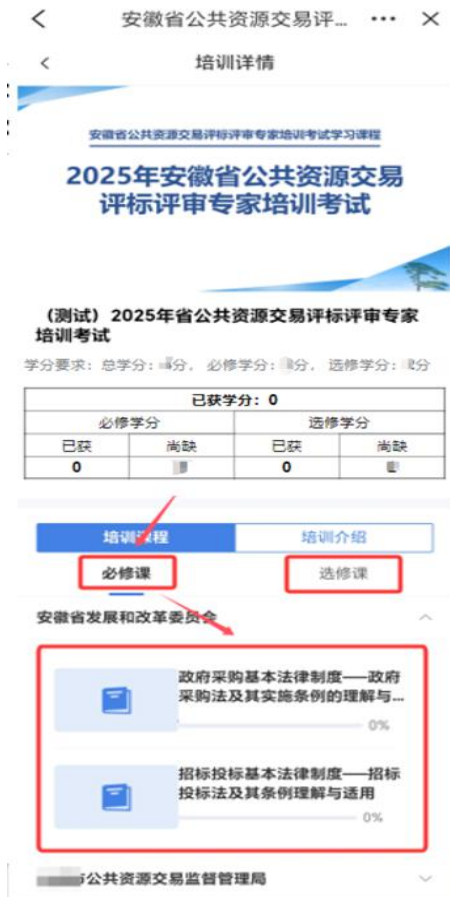 安徽省公共资源交易评...
培训详情
安徽省公共资源交易评标评审专家培训考试学习课程
2025年安徽省公共资源交易
评标评审专家培训考试
(测试)2025年省公共资源交易评标评审专家
培训考试
学分要求:总学分: 分, 必修学分: 分, 选修学分: 分
已获学分:0
必修学分 选修学分
已获 尚缺 已获 尚缺
0 0
培训课程 培训介绍
必修课 选修课
安徽省发展和改革委员会
政府采购基本法律制度——政府
采购法及其实施条例的理解与...
0%
招标投标基本法律制度——招标
投标法及其条例理解与适用
0%
公共资源交易监督管理局